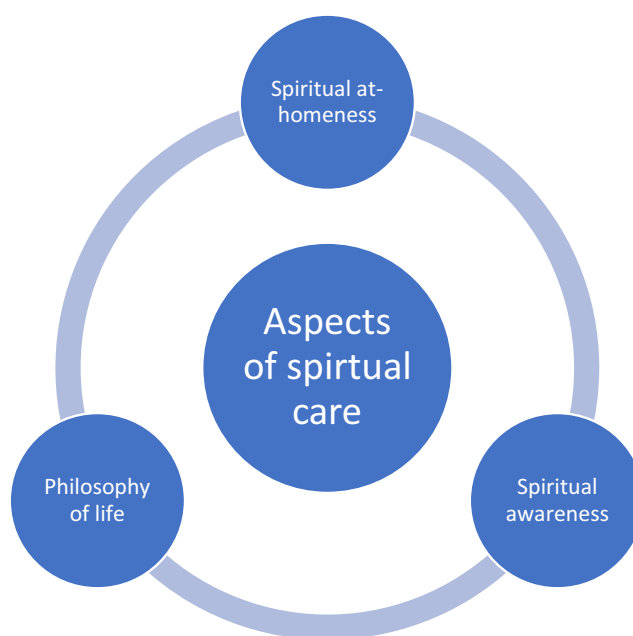 Spiritual at-
homeness
Aspects
of spirtual
care
Philosophy
of life
Spiritual
awareness